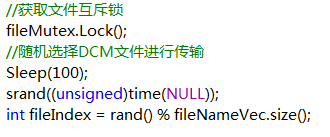 //获取文件互斥锁
fileMutex.Lock();
//随机选择DCM文件进行传输
Sleep(100);
srand((unsigned)time(NULL));
int fileIndex = rand() % fileNameVec.size();